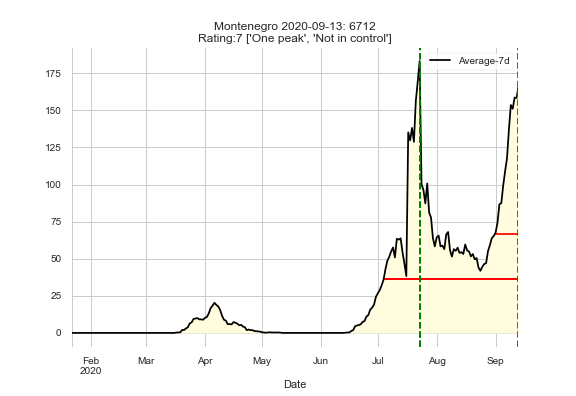 Montenegro 2020-09-13: 6712
Rating:7 ['One peak', 'Not in control']
Average-7d
175
150
125
100
75
50
25
0
Feb Mar Apr May Jun Jul Aug Sep
2020
Date